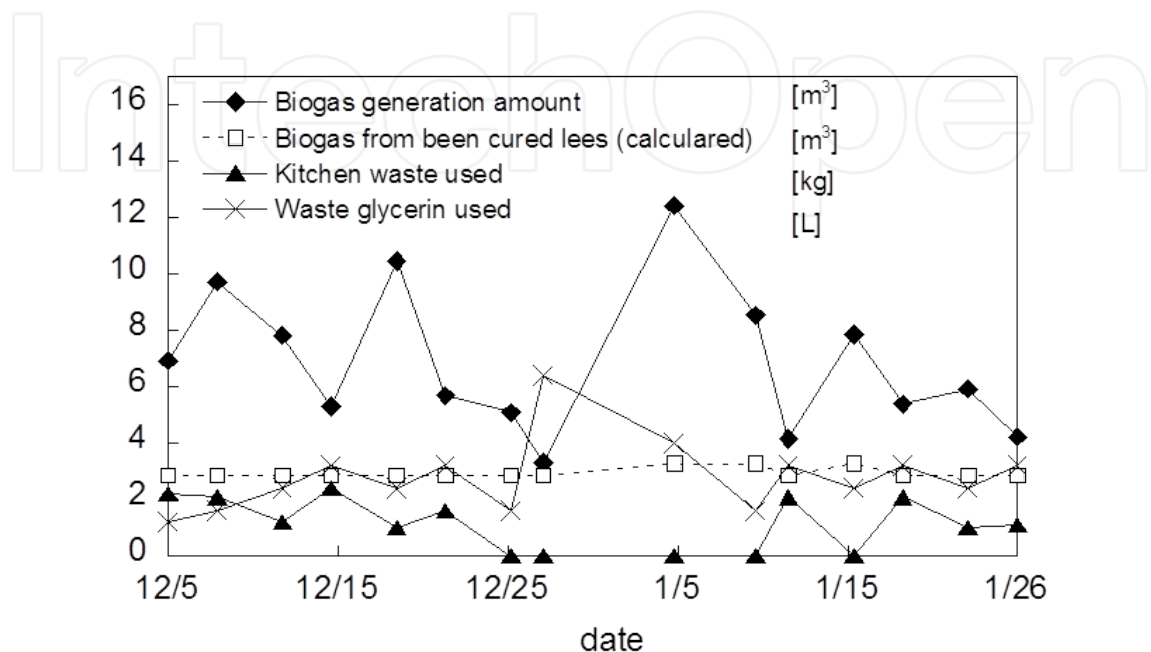 IntechOpen
16
14
12
10
8
6
4
2
0
Biogas generation amount [m³]
Biogas from been cured lees (calculared) [m³]
Kitchen waste used [kg]
Waste glycerin used [L]
12/5 12/15 12/25 1/5 1/15 1/26
date